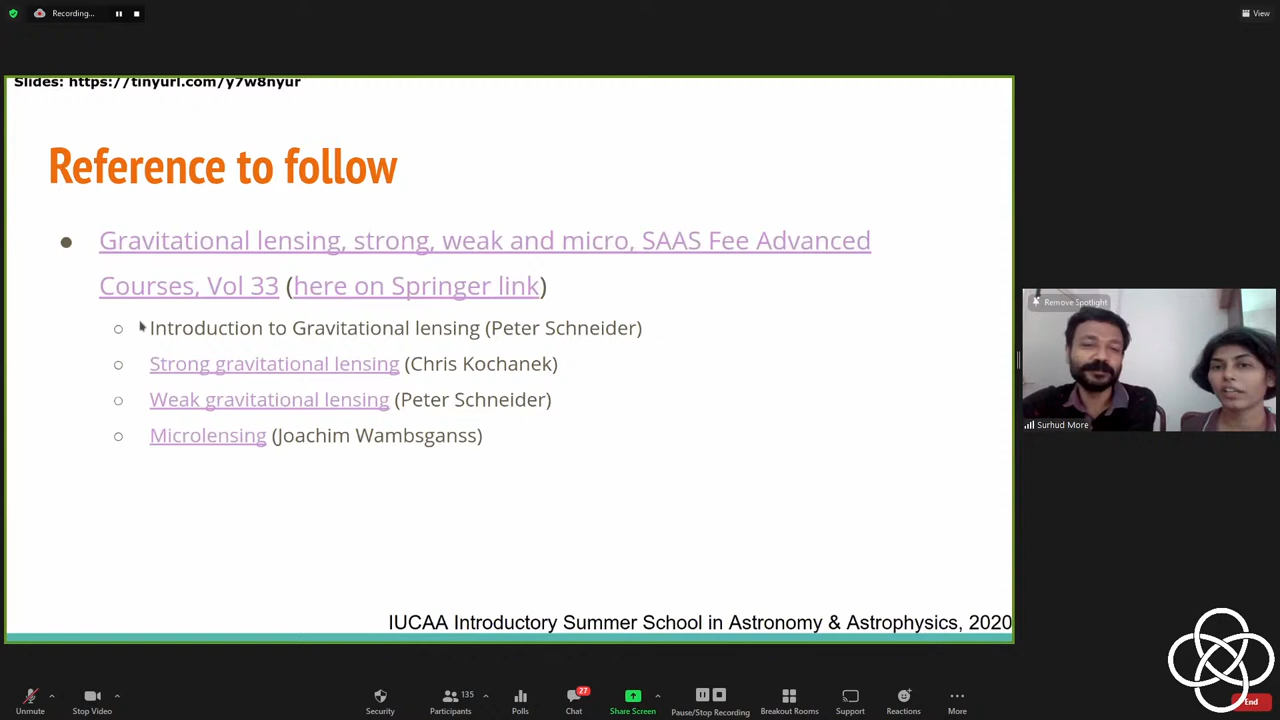 Recording...
View
Slides: https://tinyurl.com/y7w8nyur
Reference to follow
● Gravitational lensing, strong, weak and micro, SAAS Fee Advanced
Courses, Vol 33 (here on Springer link)
○ Introduction to Gravitational lensing (Peter Schneider)
○ Strong gravitational lensing (Chris Kochanek)
○ Weak gravitational lensing (Peter Schneider)
○ Microlensing (Joachim Wambsganss)
Remove Spotlight
Surhud More
IUCAA Introductory Summer School in Astronomy & Astrophysics, 2020
135
27
Unmute
Stop Video
Security
Participants
Polls
Chat
Share Screen
Pause/Stop Recording
Breakout Rooms
Support
Reactions
More
End